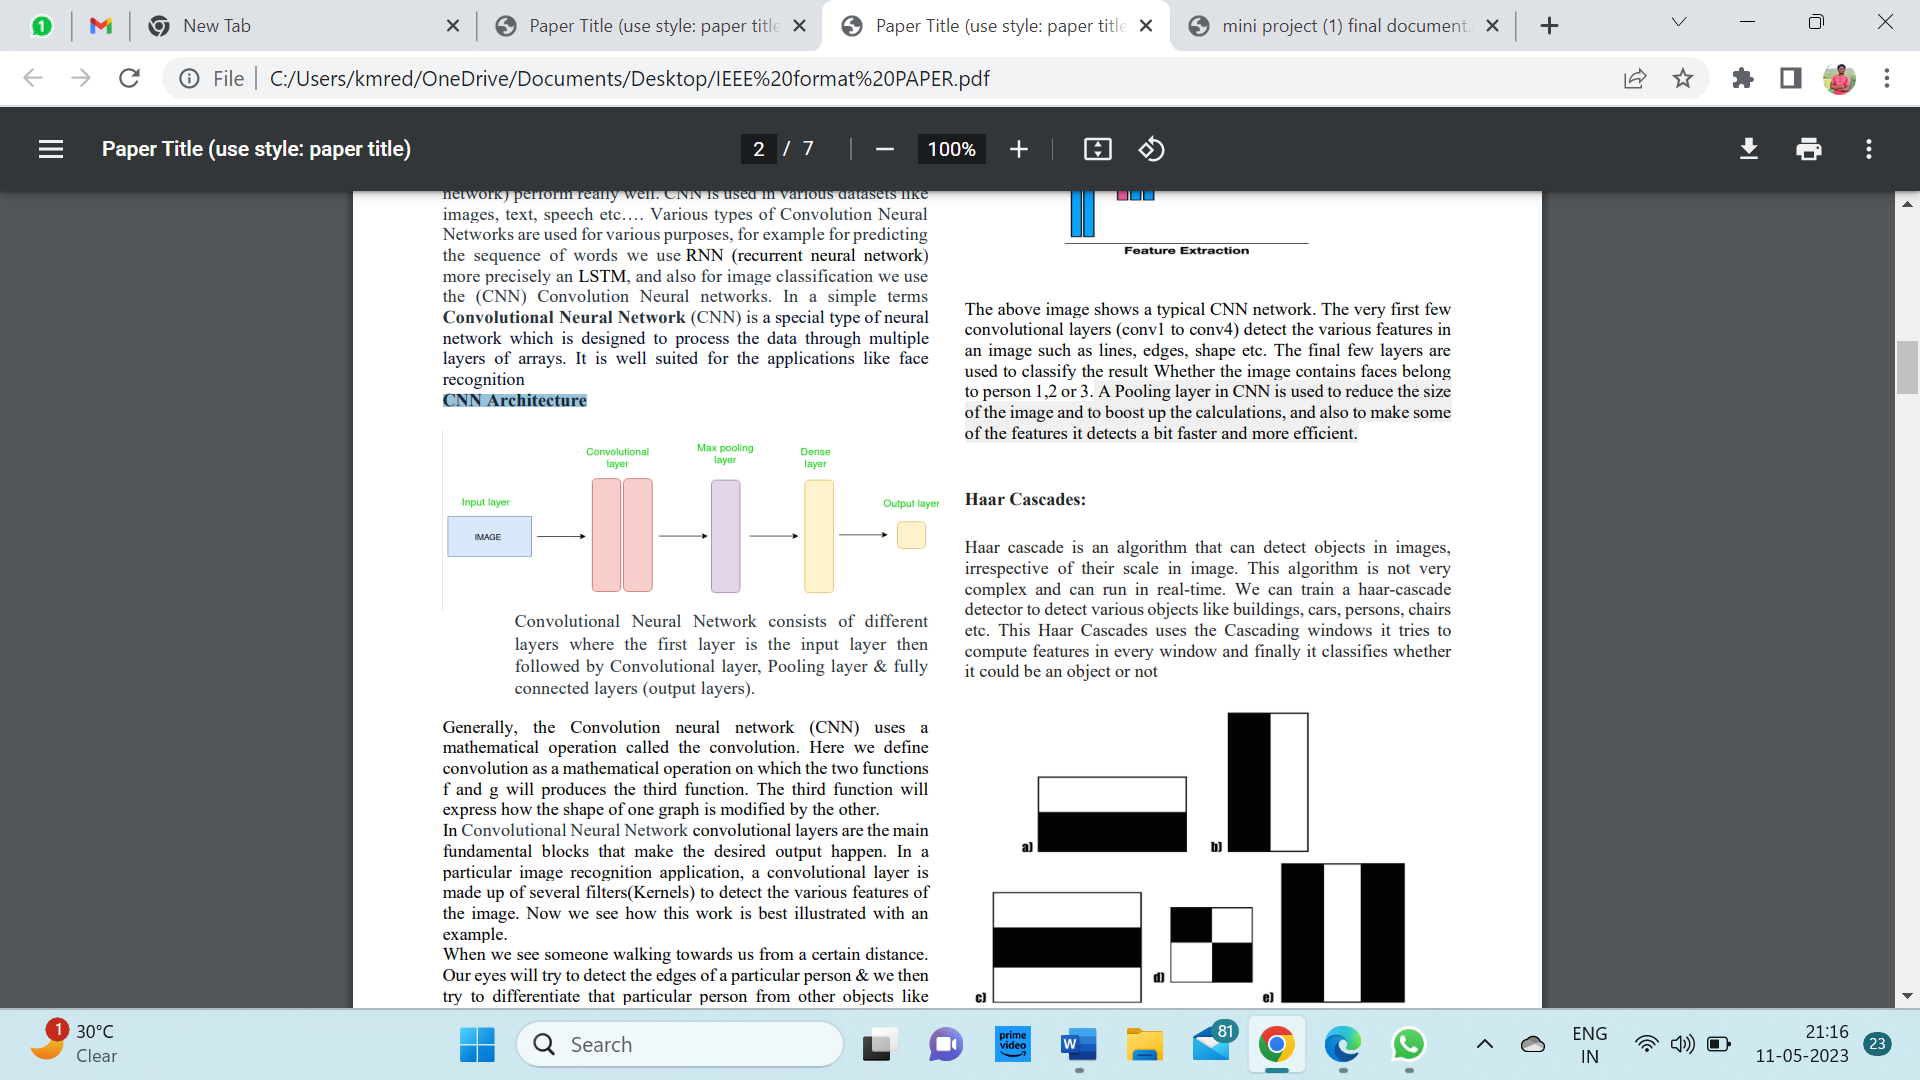 1
New Tab
Paper Title (use style: paper title
Paper Title (use style: paper title
mini project (1) final document.
File
C:/Users/kmred/OneDrive/Documents/Desktop/IEEE%20format%20PAPER.pdf
Paper Title (use style: paper title)
2 / 7
100%
network) perform really well. CNN is used in various datasets like
images, text, speech etc…. Various types of Convolution Neural
Networks are used for various purposes, for example for predicting
the sequence of words we use RNN (recurrent neural network)
more precisely an LSTM, and also for image classification we use
the (CNN) Convolution Neural networks. In a simple terms
Convolutional Neural Network (CNN) is a special type of neural
network which is designed to process the data through multiple
layers of arrays. It is well suited for the applications like face
recognition
CNN Architecture
Input layer
IMAGE
Convolutional
layer
Max pooling
layer
Dense
layer
Output layer
Convolutional Neural Network consists of different
layers where the first layer is the input layer then
followed by Convolutional layer, Pooling layer & fully
connected layers (output layers).
Generally, the Convolution neural network (CNN) uses a
mathematical operation called the convolution. Here we define
convolution as a mathematical operation on which the two functions
f and g will produces the third function. The third function will
express how the shape of one graph is modified by the other.
In Convolutional Neural Network convolutional layers are the main
fundamental blocks that make the desired output happen. In a
particular image recognition application, a convolutional layer is
made up of several filters(Kernels) to detect the various features of
the image. Now we see how this work is best illustrated with an
example.
When we see someone walking towards us from a certain distance.
Our eyes will try to detect the edges of a particular person & we then
try to differentiate that particular person from other objects like
Feature Extraction
The above image shows a typical CNN network. The very first few
convolutional layers (conv1 to conv4) detect the various features in
an image such as lines, edges, shape etc. The final few layers are
used to classify the result Whether the image contains faces belong
to person 1,2 or 3. A Pooling layer in CNN is used to reduce the size
of the image and to boost up the calculations, and also to make some
of the features it detects a bit faster and more efficient.
Haar Cascades:
Haar cascade is an algorithm that can detect objects in images,
irrespective of their scale in image. This algorithm is not very
complex and can run in real-time. We can train a haar-cascade
detector to detect various objects like buildings, cars, persons, chairs
etc. This Haar Cascades uses the Cascading windows it tries to
compute features in every window and finally it classifies whether
it could be an object or not
a)
b)
c)
d)
e)
1
30°C
Clear
Search
prime
video
W
81
ENG
IN
21:16
11-05-2023
23